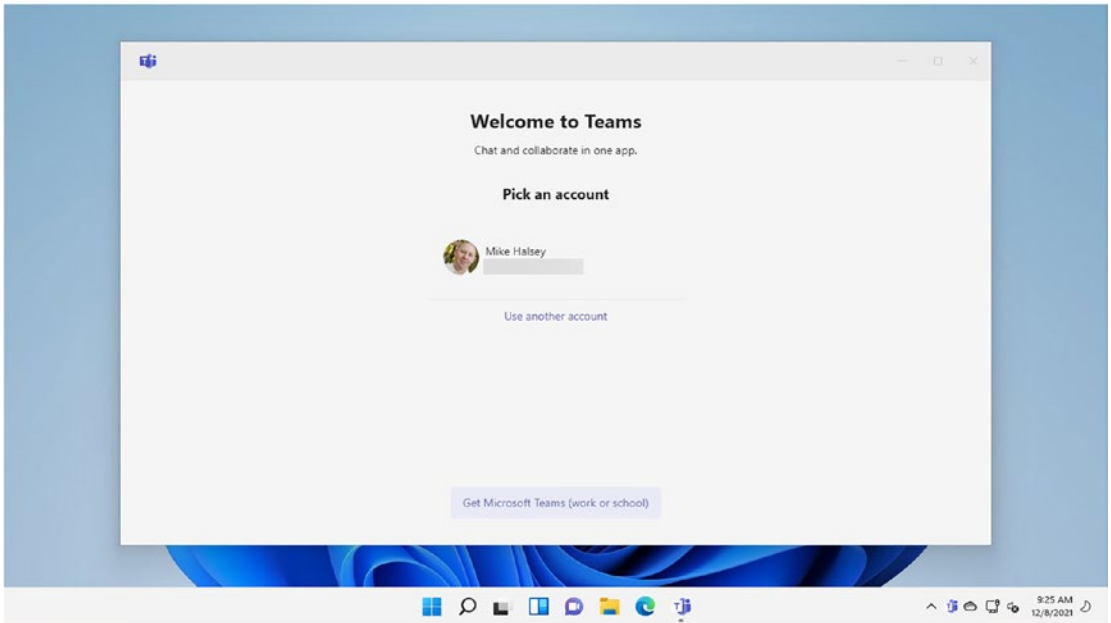 Welcome to Teams
Chat and collaborate in one app.
Pick an account
Mike Halsey
Use another account
Get Microsoft Teams (work or school)
9:25 AM
12/8/2021